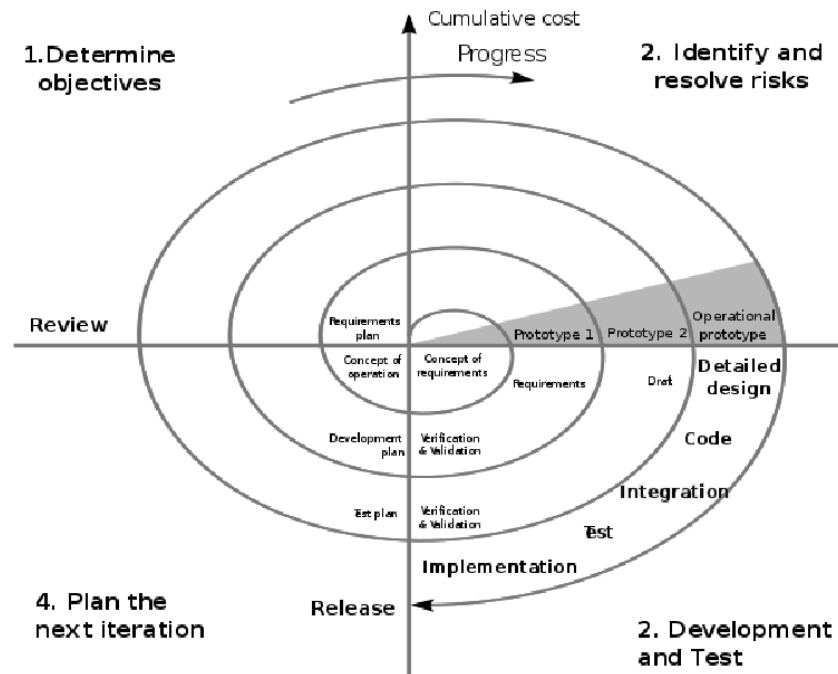 Cumulative cost
Progress
1.Determine
objectives
2. Identify and
resolve risks
Review
Requirements
plan
Prototype 1
Prototype 2
Operational
prototype
Concept of
operation
Concept of
requirements
Requirements
Draft
Detailed
design
Code
Development
plan
Verification
& Validation
Integration
Test plan
Verification
& Validation
Test
Implementation
Release
4. Plan the
next iteration
2. Development
and Test